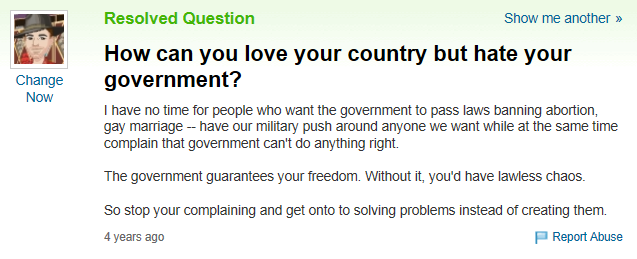 Resolved Question
Show me another »
How can you love your country but hate your
government?
Change
Now
I have no time for people who want the government to pass laws banning abortion,
gay marriage -- have our military push around anyone we want while at the same time
complain that government can't do anything right.
The government guarantees your freedom. Without it, you'd have lawless chaos.
So stop your complaining and get onto to solving problems instead of creating them.
4 years ago
Report Abuse